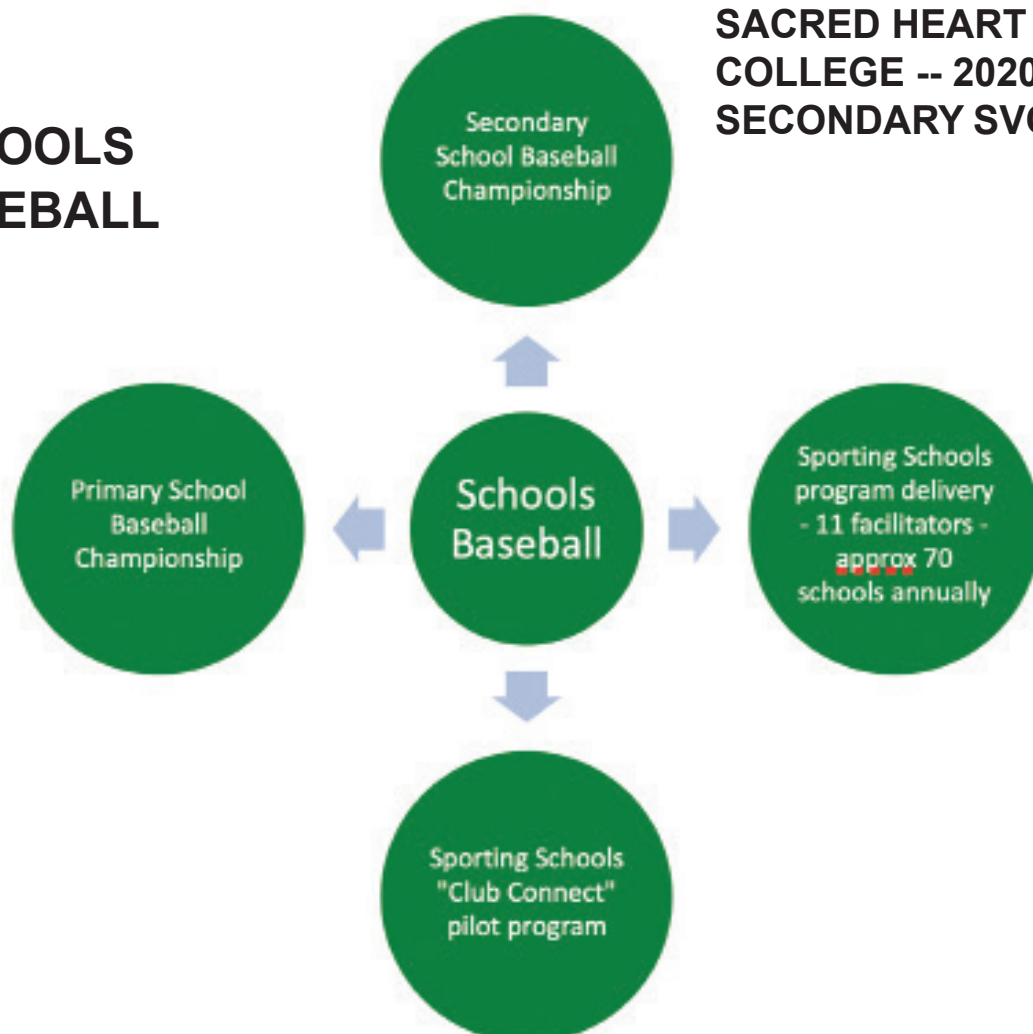 SACRED HEART
COLLEGE -- 2020
SECONDARY SVC
OOLS
EBALL
Secondary
School Baseball
Championship
Primary School
Baseball
Championship
Schools
Baseball
Sporting Schools
program delivery
- 11 facilitators -
approx 70
schools annually
Sporting Schools
"Club Connect"
pilot program